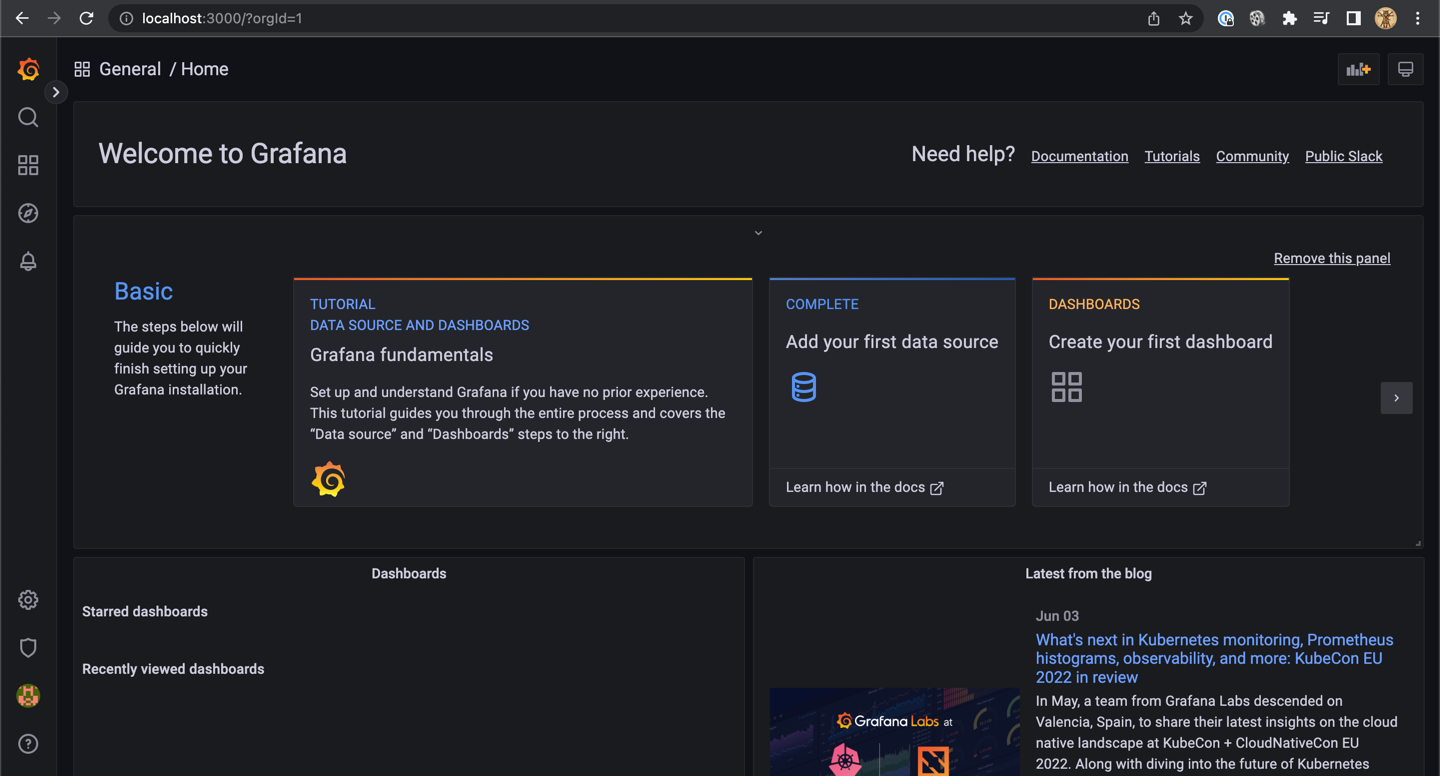 localhost:3000/?orgId=1
General / Home
Welcome to Grafana
Need help? Documentation Tutorials Community Public Slack
Remove this panel
Basic
The steps below will
guide you to quickly
finish setting up your
Grafana installation.
TUTORIAL
DATA SOURCE AND DASHBOARDS
Grafana fundamentals
Set up and understand Grafana if you have no prior experience.
This tutorial guides you through the entire process and covers the
“Data source” and “Dashboards” steps to the right.
COMPLETE
Add your first data source
Learn how in the docs
DASHBOARDS
Create your first dashboard
Learn how in the docs
Dashboards
Starred dashboards
Recently viewed dashboards
Latest from the blog
Jun 03
What's next in Kubernetes monitoring, Prometheus
histograms, observability, and more: KubeCon EU
2022 in review
In May, a team from Grafana Labs descended on
Valencia, Spain, to share their latest insights on the cloud
native landscape at KubeCon + CloudNativeCon EU
2022. Along with diving into the future of Kubernetes
Grafana Labs at